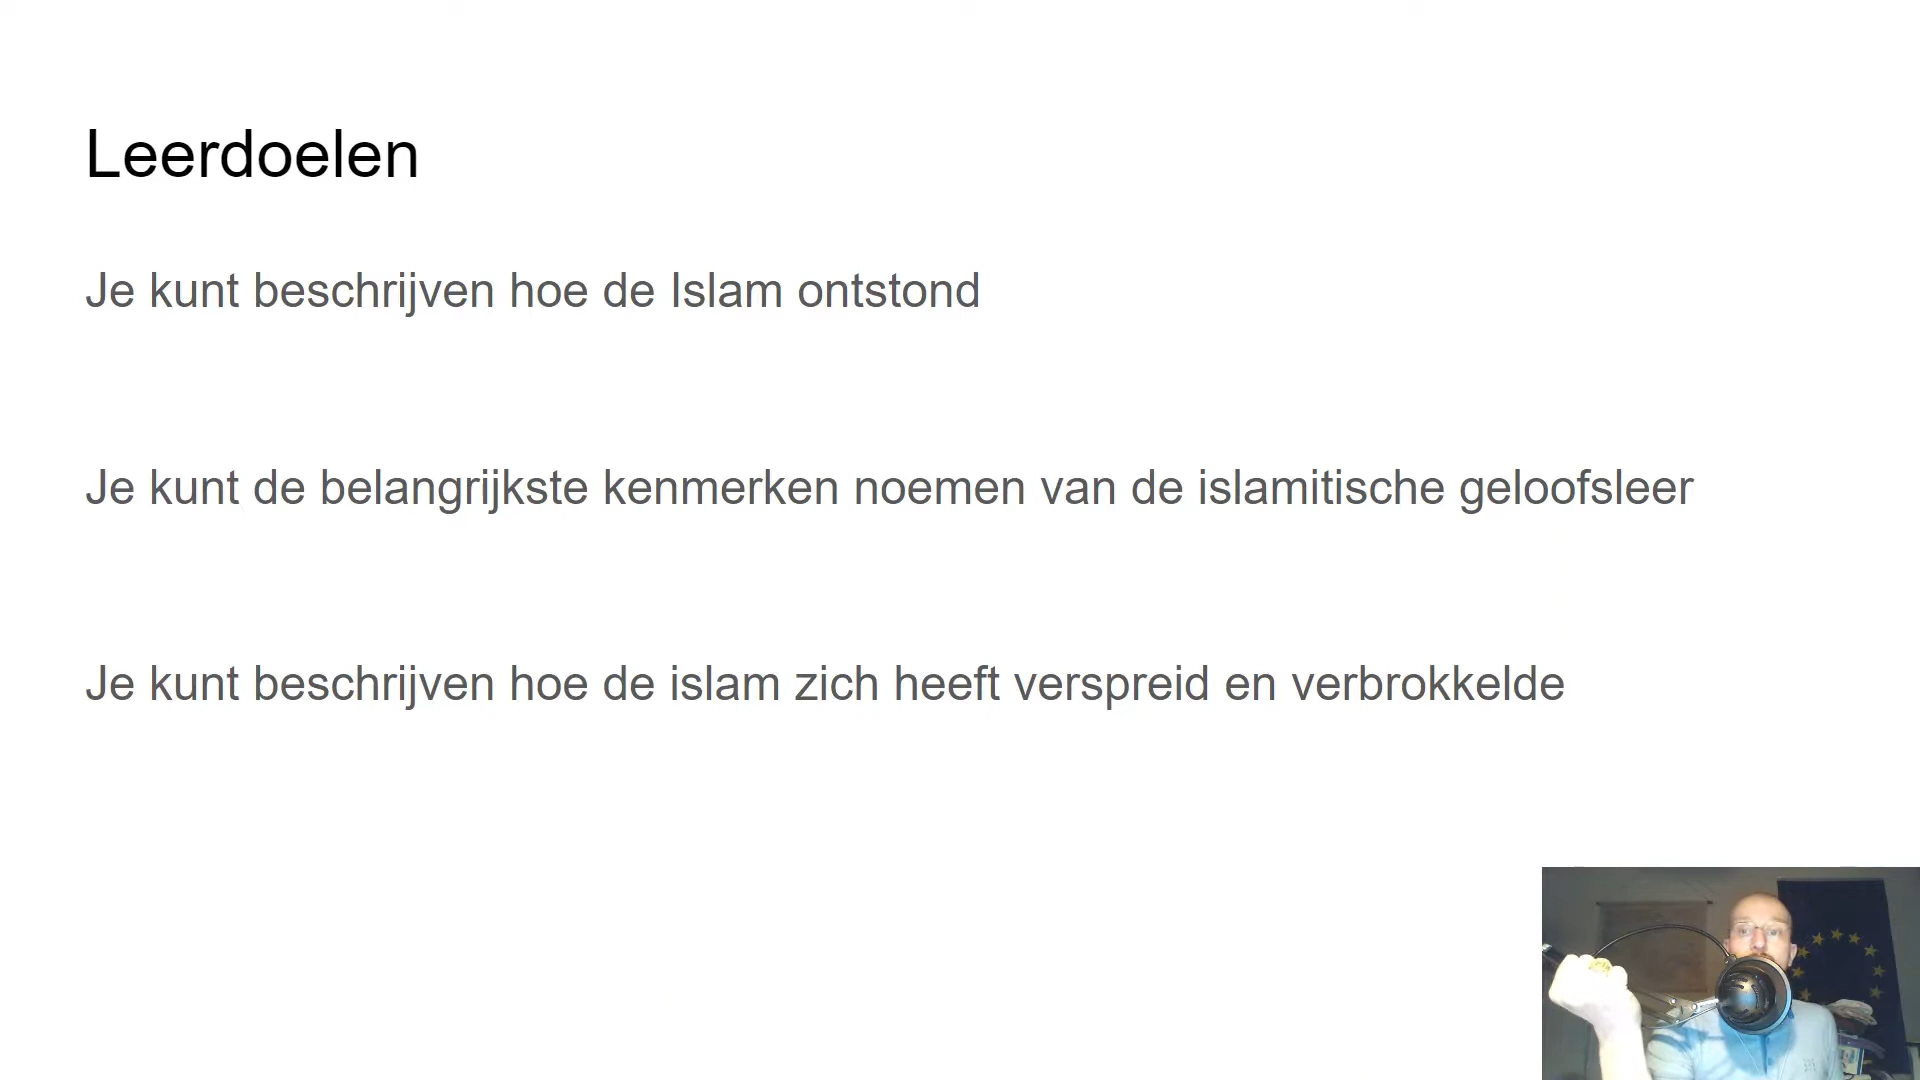 Leerdoelen
Je kunt beschrijven hoe de Islam ontstond
Je kunt de belangrijkste kenmerken noemen van de islamitische geloofsleer
Je kunt beschrijven hoe de islam zich heeft verspreid en verbrokkelde